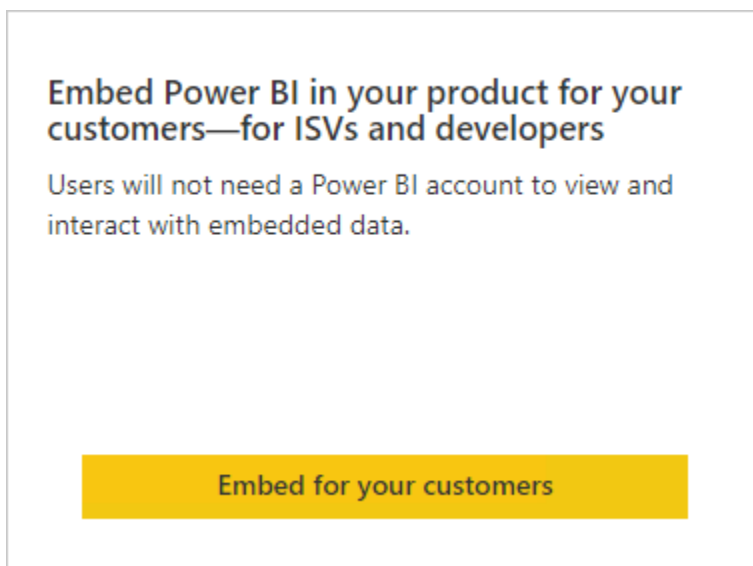 Embed Power BI in your product for your
customers—for ISVs and developers
Users will not need a Power BI account to view and
interact with embedded data.
Embed for your customers